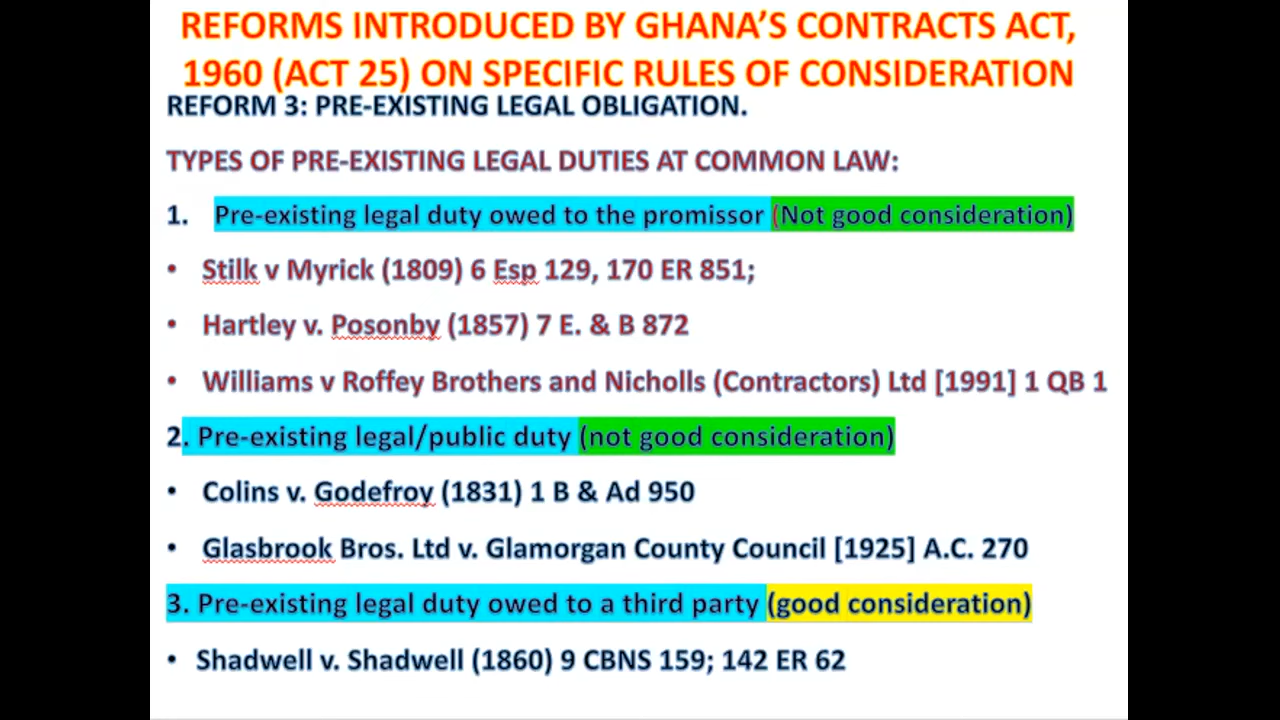 REFORMS INTRODUCED BY GHANA'S CONTRACTS ACT,
1960 (ACT 25) ON SPECIFIC RULES OF CONSIDERATION
REFORM 3: PRE-EXISTING LEGAL OBLIGATION.
TYPES OF PRE-EXISTING LEGAL DUTIES AT COMMON LAW:
1. Pre-existing legal duty owed to the promissor (Not good consideration)
• Stilk v Myrick (1809) 6 Esp 129, 170 ER 851;
• Hartley v. Posonby (1857) 7 E. & B 872
• Williams v Roffey Brothers and Nicholls (Contractors) Ltd [1991] 1 QB 1
2. Pre-existing legal/public duty (not good consideration)
• Colins v. Godefroy (1831) 1 B & Ad 950
• Glasbrook Bros. Ltd v. Glamorgan County Council [1925] A.C. 270
3. Pre-existing legal duty owed to a third party (good consideration)
• Shadwell v. Shadwell (1860) 9 CBNS 159; 142 ER 62